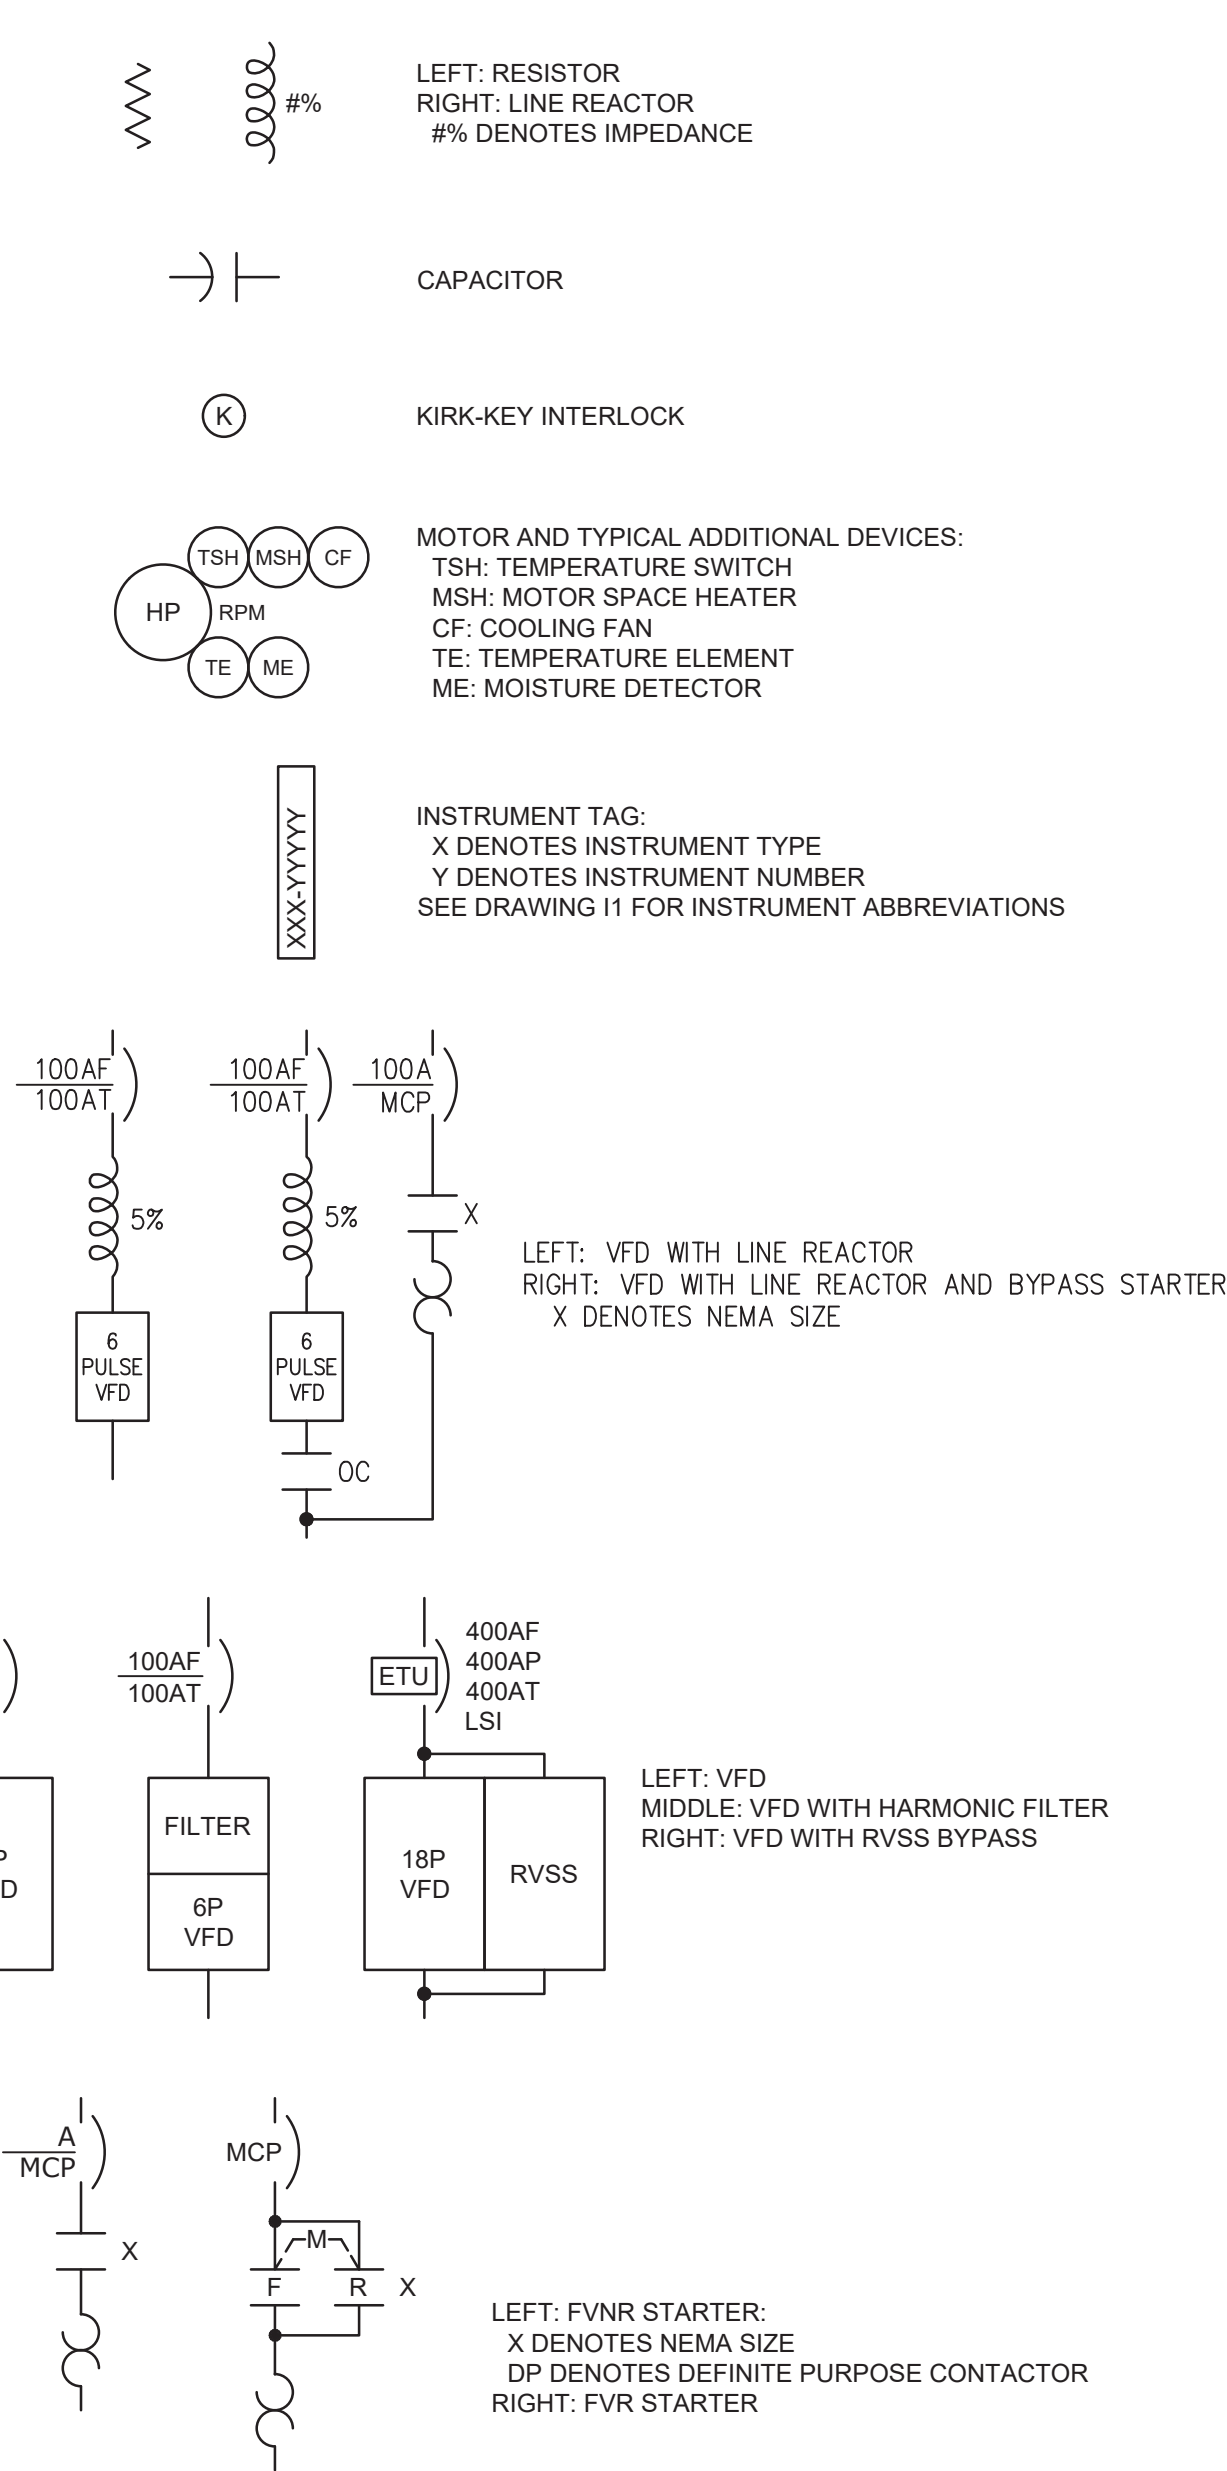 #%
LEFT: RESISTOR
RIGHT: LINE REACTOR
#% DENOTES IMPEDANCE
CAPACITOR
K
KIRK-KEY INTERLOCK
TSH MSH CF
HP RPM
TE ME
MOTOR AND TYPICAL ADDITIONAL DEVICES:
TSH: TEMPERATURE SWITCH
MSH: MOTOR SPACE HEATER
CF: COOLING FAN
TE: TEMPERATURE ELEMENT
ME: MOISTURE DETECTOR
XXX-YYYYY
INSTRUMENT TAG:
X DENOTES INSTRUMENT TYPE
Y DENOTES INSTRUMENT NUMBER
SEE DRAWING I1 FOR INSTRUMENT ABBREVIATIONS
100AF
100AT
5%
6
PULSE
VFD
100AF
100AT
5%
6
PULSE
VFD
OC
100A
MCP
X
LEFT: VFD WITH LINE REACTOR
RIGHT: VFD WITH LINE REACTOR AND BYPASS STARTER
X DENOTES NEMA SIZE
P
D
100AF
100AT
FILTER
6P
VFD
ETU
400AF
400AP
400AT
LSI
18P
VFD
RVSS
LEFT: VFD
MIDDLE: VFD WITH HARMONIC FILTER
RIGHT: VFD WITH RVSS BYPASS
A
MCP
X
MCP
M
F R X
LEFT: FVNR STARTER:
X DENOTES NEMA SIZE
DP DENOTES DEFINITE PURPOSE CONTACTOR
RIGHT: FVR STARTER